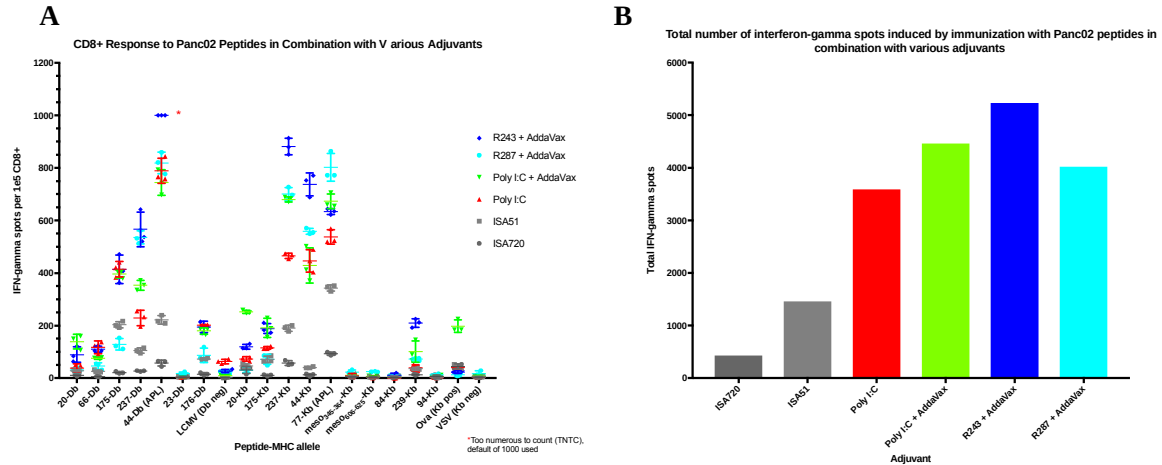 A
CD8+ Response to Panc02 Peptides in Combination with V arious Adjuvants
IFN-gamma spots per 1e5 CD8+
1200
1000
800
600
400
200
0
*
R243 + AddaVax
R287 + AddaVax
Poly I:C + AddaVax
Poly I:C
ISA51
ISA720
20-Db
66-Db
175-Db
237-Db
44-Db (APL)
23-Db
176-Db
LCMV (Db neg)
20-Kb
175-Kb
237-Kb
44-Kb
77-Kb (APL)
meso346-364-Kb
meso606-625-Kb
84-Kb
239-Kb
94-Kb
Ova (Kb pos)
VSV (Kb neg)
Peptide-MHC allele
*Too numerous to count (TNTC),
default of 1000 used
B
Total number of interferon-gamma spots induced by immunization with Panc02 peptides in
combination with various adjuvants
Total IFN-gamma spots
6000
5000
4000
3000
2000
1000
0
ISA720
ISA51
Poly I:C
Poly I:C + AddaVax
R243 + AddaVax
R287 + AddaVax
Adjuvant